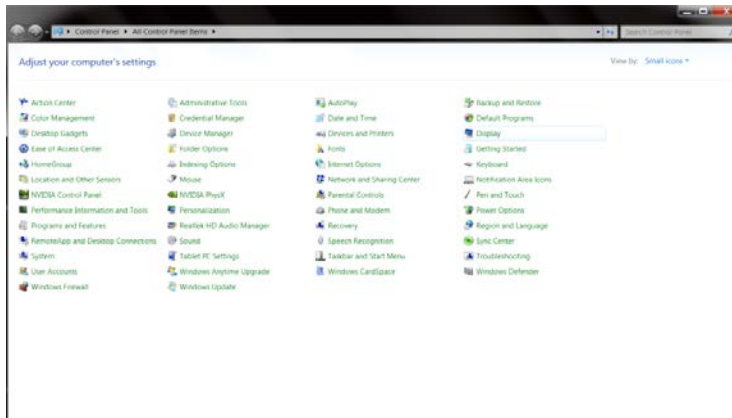 Control Panel ▸ All Control Panel Items ▸
Search Control Panel
Adjust your computer's settings
View by: Small icons
Action Center
Administrative Tools
AutoPlay
Backup and Restore
Color Management
Credential Manager
Date and Time
Default Programs
Desktop Gadgets
Device Manager
Devices and Printers
Display
Ease of Access Center
Folder Options
Fonts
Getting Started
HomeGroup
Indexing Options
Internet Options
Keyboard
Location and Other Sensors
Mouse
Network and Sharing Center
Notification Area Icons
NVIDIA Control Panel
NVIDIA PhysX
Parental Controls
Pen and Touch
Performance Information and Tools
Personalization
Phone and Modem
Power Options
Programs and Features
Realtek HD Audio Manager
Recovery
Region and Language
RemoteApp and Desktop Connections
Sound
Speech Recognition
Sync Center
System
Tablet PC Settings
Taskbar and Start Menu
Troubleshooting
User Accounts
Windows Anytime Upgrade
Windows CardSpace
Windows Defender
Windows Firewall
Windows Update